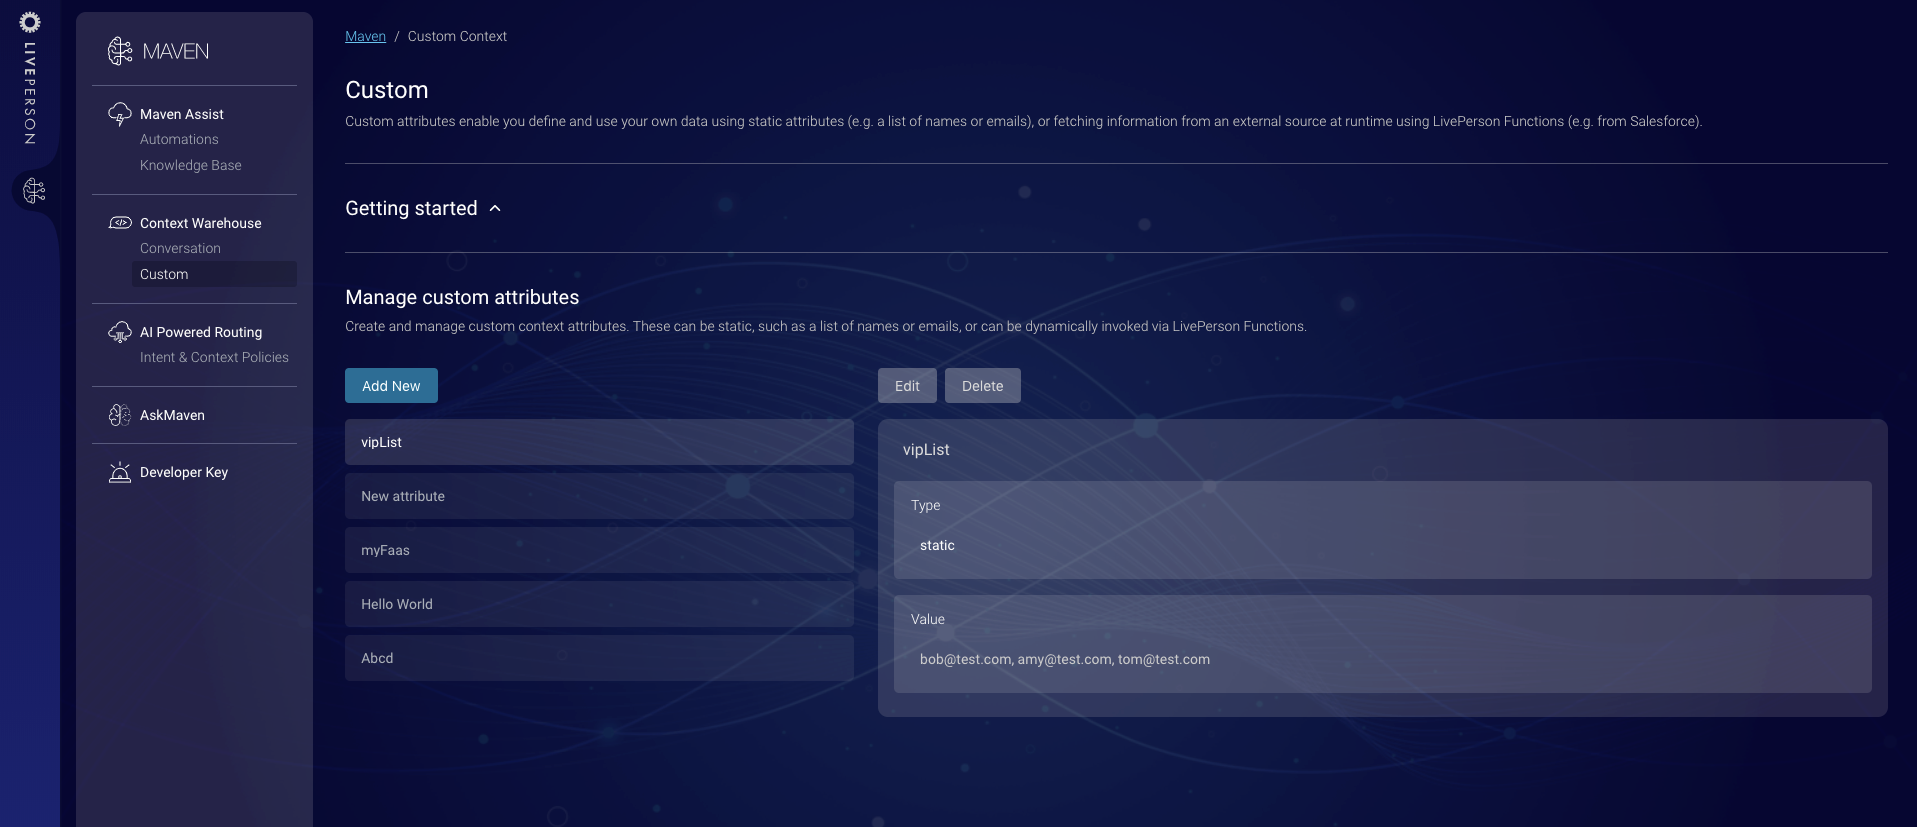 LIVEPERSON
MAVEN
Maven Assist
Automations
Knowledge Base
Context Warehouse
Conversation
Custom
AI Powered Routing
Intent & Context Policies
AskMaven
Developer Key
Maven / Custom Context
Custom
Custom attributes enable you define and use your own data using static attributes (e.g. a list of names or emails), or fetching information from an external source at runtime using LivePerson Functions (e.g. from Salesforce).
Getting started
Manage custom attributes
Create and manage custom context attributes. These can be static, such as a list of names or emails, or can be dynamically invoked via LivePerson Functions.
Add New
vipList
New attribute
myFaas
Hello World
Abcd
Edit Delete
vipList
Type
static
Value
bob@test.com, amy@test.com, tom@test.com